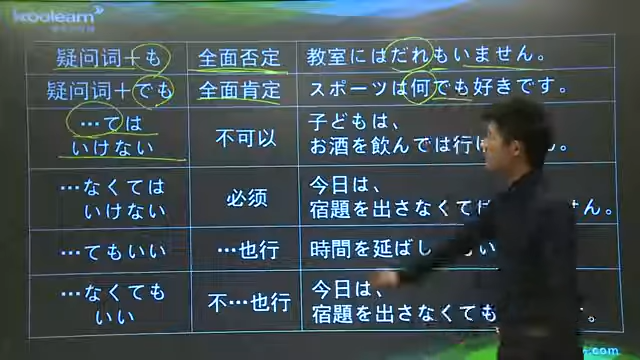 koolearn
疑问词+も 全面否定 教室にはだれもいません。
疑问词+でも 全面肯定 スポーツは何でも好きです。
…ては
いけない
不可以
子どもは、
お酒を飲んでは行け 。
…なくては
いけない
必须
今日は、
宿題を出さなくては せん。
…てもいい …也行 時間を延ばし い
…なくても
いい
不…也行
今日は、
宿題を出さなくても す。
.com